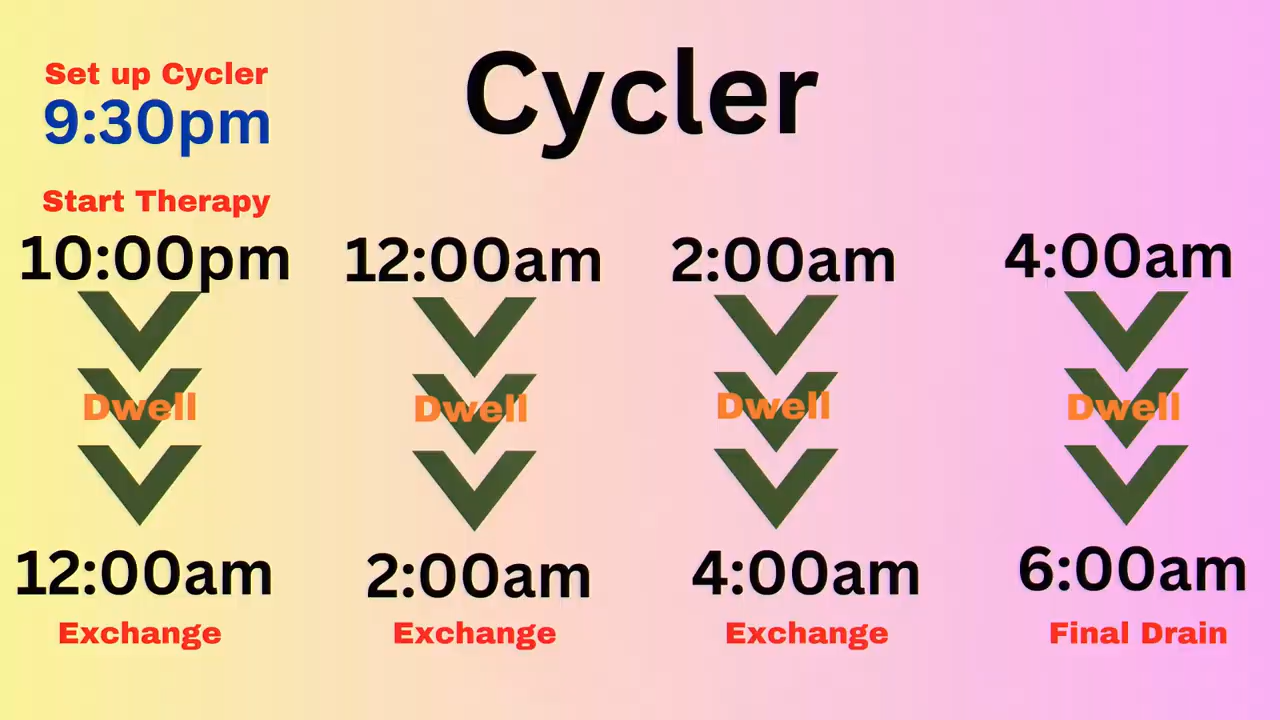 Cycler
Set up Cycler
9:30pm
Start Therapy
10:00pm
12:00am
2:00am
4:00am
Dwell
Dwell
Dwell
Dwell
12:00am
2:00am
4:00am
6:00am
Exchange
Exchange
Exchange
Final Drain